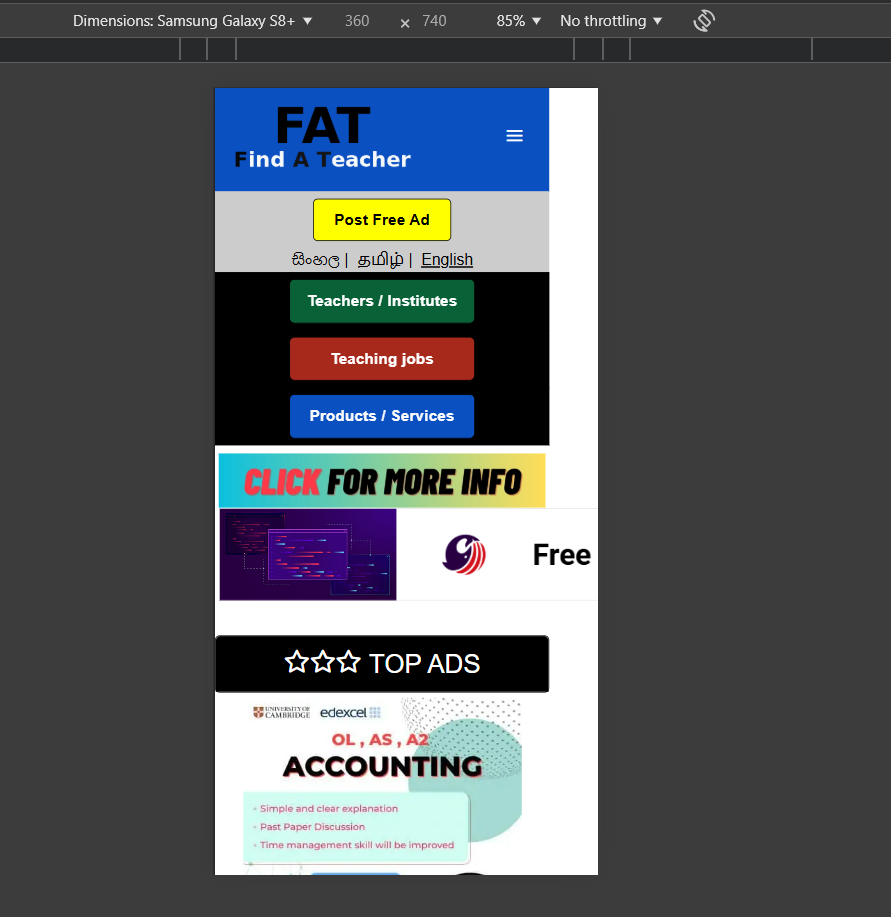 Dimensions: Samsung Galaxy S8+ ▼ 360 × 740 85% ▼ No throttling ▼
FAT
Find A Teacher
Post Free Ad
සිංහල | தமிழ் | English
Teachers / Institutes
Teaching jobs
Products / Services
CLICK FOR MORE INFO
Free
☆☆☆ TOP ADS
UNIVERSITY OF CAMBRIDGE edexcel
OL , AS , A2
ACCOUNTING
- Simple and clear explanation
- Past Paper Discussion
- Time management skill will be improved